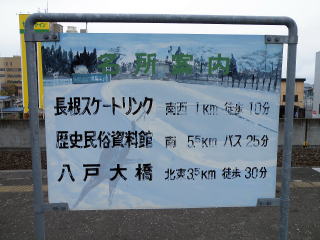 名所案内
長根スケートリンク 南西 1km 徒歩10分
歴史民俗資料館 南 5.5km バス25分
八戸大橋 北東3.5km 徒歩30分